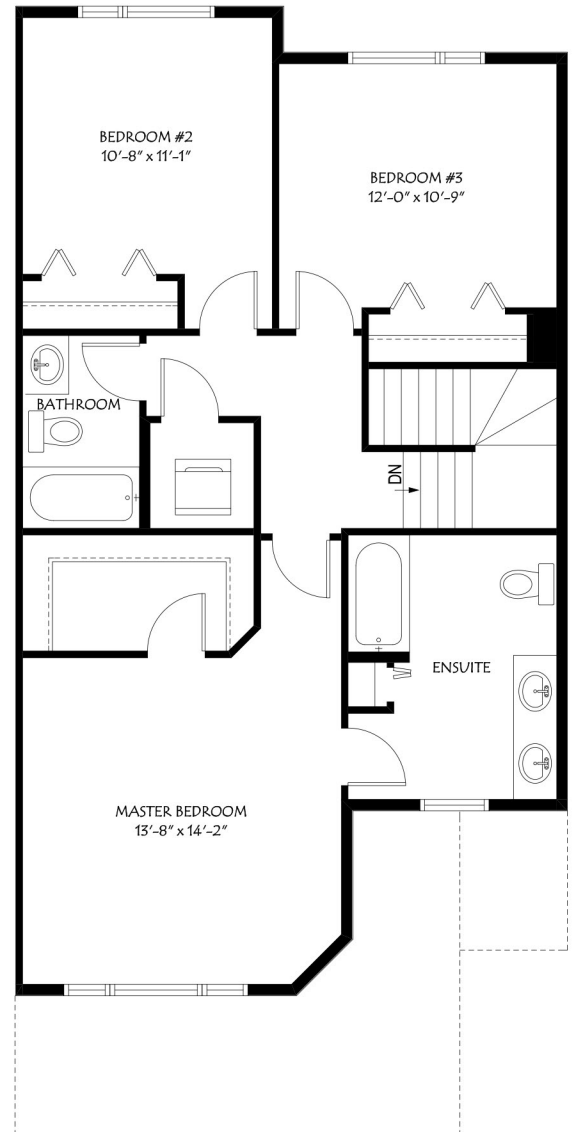 BEDROOM #2
10'-8" x 11'-1"
BEDROOM #3
12'-0" x 10'-9"
BATHROOM
DN
ENSUITE
MASTER BEDROOM
13'-8" x 14'-2"